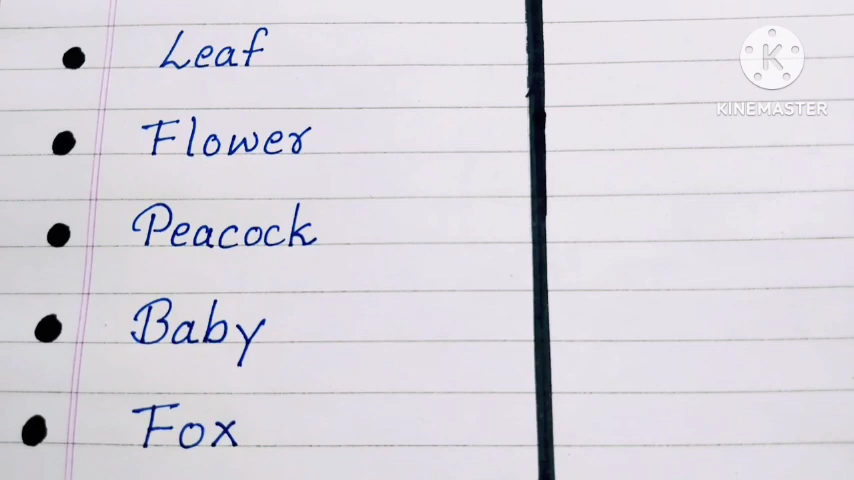 Leaf
Flower
Peacock
Baby
Fox
K
KINEMASTER